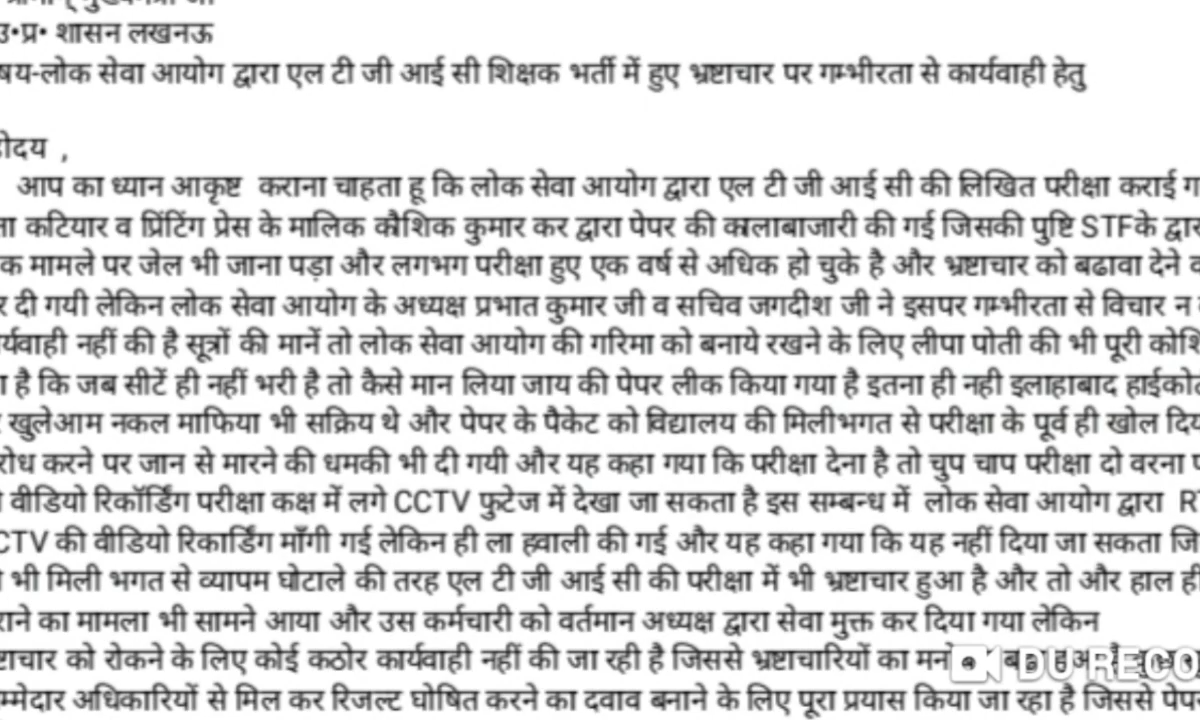 उ॰प्र॰ शासन लखनऊ
षय-लोक सेवा आयोग द्वारा एल टी जी आई सी शिक्षक भर्ती में हुए भ्रष्टाचार पर गम्भीरता से कार्यवाही हेतु
होदय ,
आप का ध्यान आकृष्ट कराना चाहता हू कि लोक सेवा आयोग द्वारा एल टी जी आई सी की लिखित परीक्षा कराई ग
ता कटियार व प्रिंटिंग प्रेस के मालिक कौशिक कुमार कर द्वारा पेपर की कालाबाजारी की गई जिसकी पुष्टि STFके द्वार
क मामले पर जेल भी जाना पड़ा और लगभग परीक्षा हुए एक वर्ष से अधिक हो चुके है और भ्रष्टाचार को बढावा देने व
र दी गयी लेकिन लोक सेवा आयोग के अध्यक्ष प्रभात कुमार जी व सचिव जगदीश जी ने इसपर गम्भीरता से विचार न
र्यवाही नहीं की है सूत्रों की मानें तो लोक सेवा आयोग की गरिमा को बनाये रखने के लिए लीपा पोती की भी पूरी कोशि
ा है कि जब सीटें ही नहीं भरी है तो कैसे मान लिया जाय की पेपर लीक किया गया है इतना ही नही इलाहाबाद हाईको
खुलेआम नकल माफिया भी सक्रिय थे और पेपर के पैकेट को विद्यालय की मिलीभगत से परीक्षा के पूर्व ही खोल दिय
रोध करने पर जान से मारने की धमकी भी दी गयी और यह कहा गया कि परीक्षा देना है तो चुप चाप परीक्षा दो वरना प
वीडियो रिकॉर्डिंग परीक्षा कक्ष में लगे CCTV फुटेज में देखा जा सकता है इस सम्बन्ध में लोक सेवा आयोग द्वारा R
CTV की वीडियो रिकार्डिंग माँगी गई लेकिन ही ला हवाली की गई और यह कहा गया कि यह नहीं दिया जा सकता जि
भी मिली भगत से व्यापम घोटाले की तरह एल टी जी आई सी की परीक्षा में भी भ्रष्टाचार हुआ है और तो और हाल ही
राने का मामला भी सामने आया और उस कर्मचारी को वर्तमान अध्यक्ष द्वारा सेवा मुक्त कर दिया गया लेकिन
ष्टाचार को रोकने के लिए कोई कठोर कार्यवाही नहीं की जा रही है जिससे भ्रष्टाचारियों का DU RECO
म्मेदार अधिकारियों से मिल कर रिजल्ट घोषित करने का दवाव बनाने के लिए पूरा प्रयास किया जा रहा है जिससे पेप